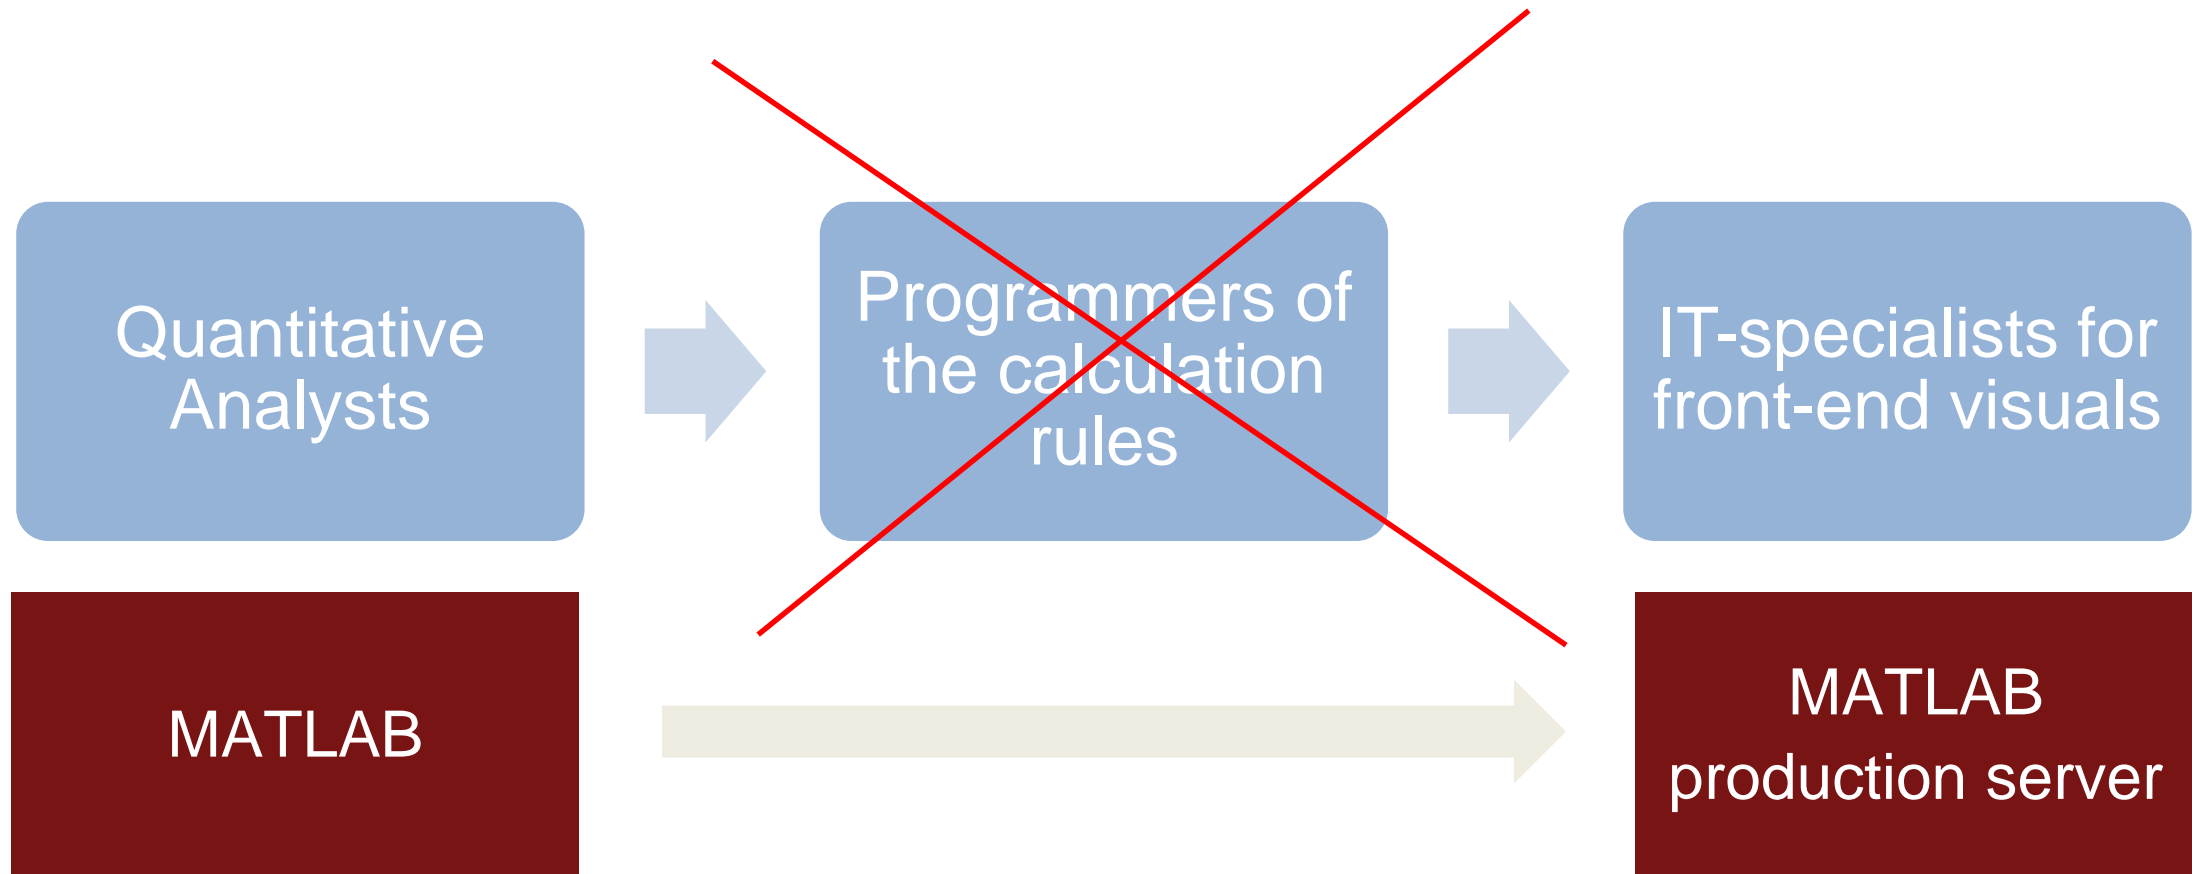 Quantitative
Analysts
Programmers of
the calculation
rules
IT-specialists for
front-end visuals
MATLAB
MATLAB
production server